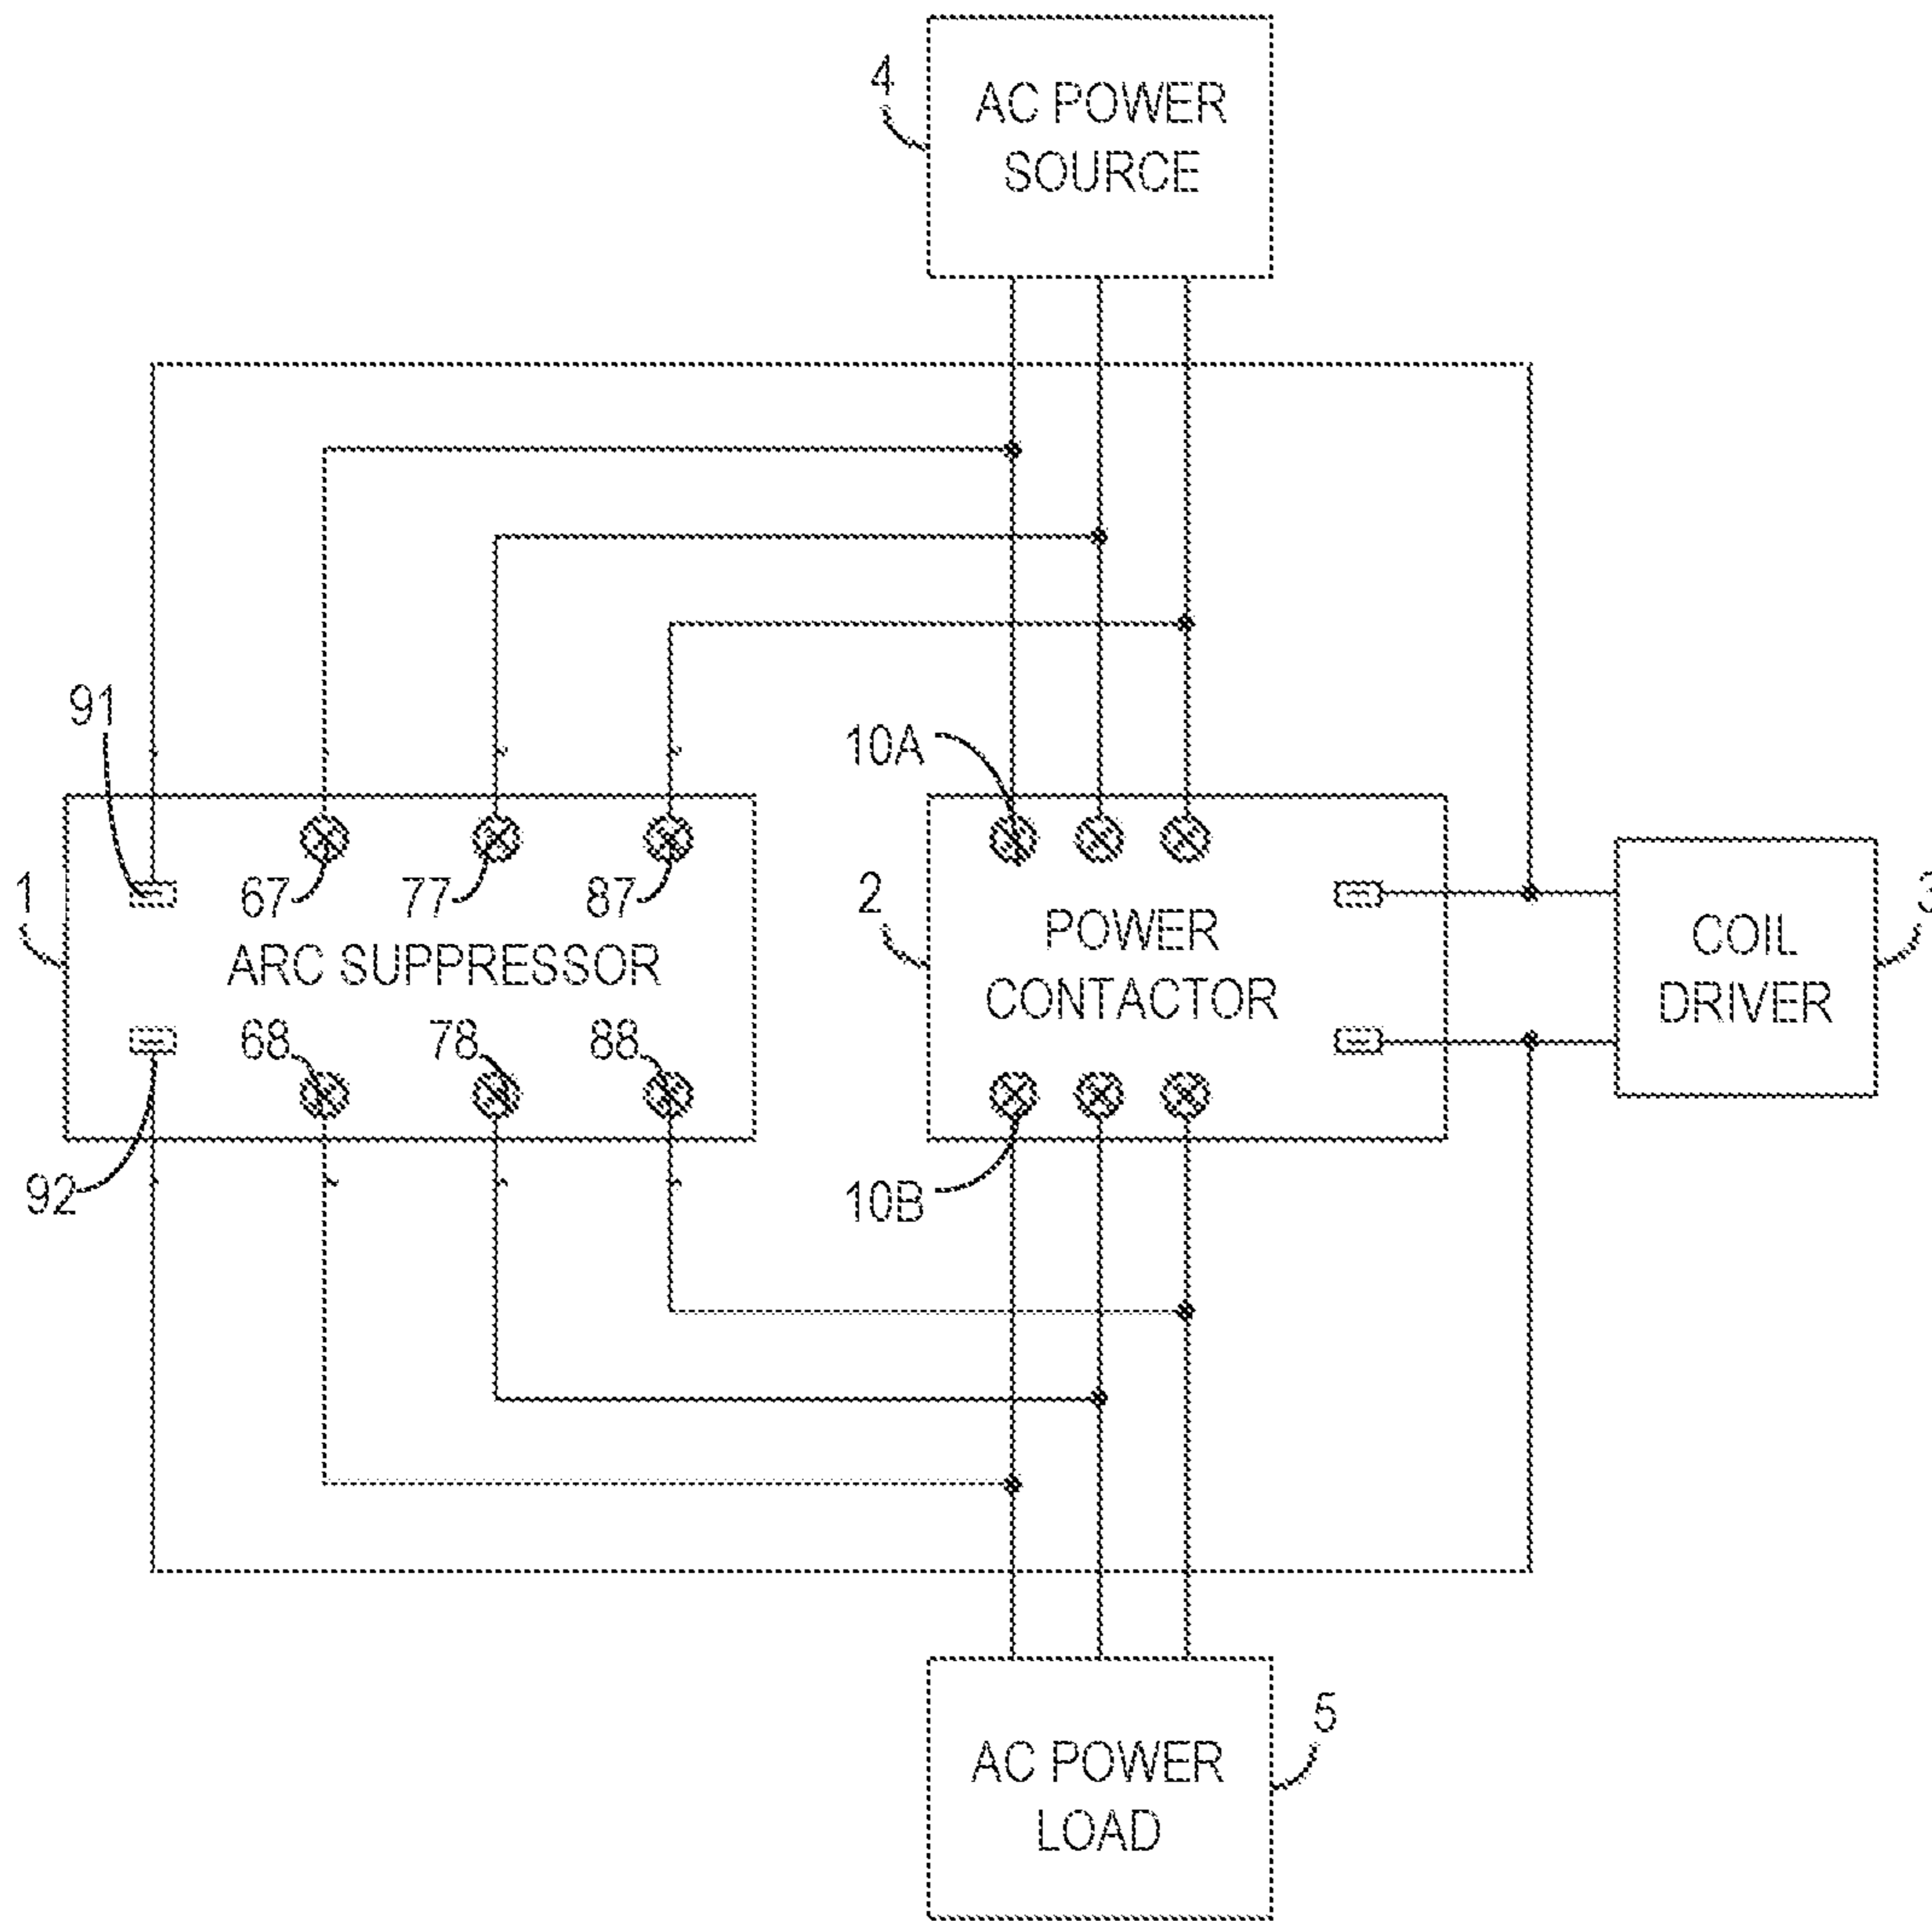 4
AC POWER
SOURCE
91
10A
1
67
77
87
2
3
POWER
CONTACTOR
COIL
DRIVER
ARC SUPPRESSOR
68
78
88
92
10B
5
AC POWER
LOAD